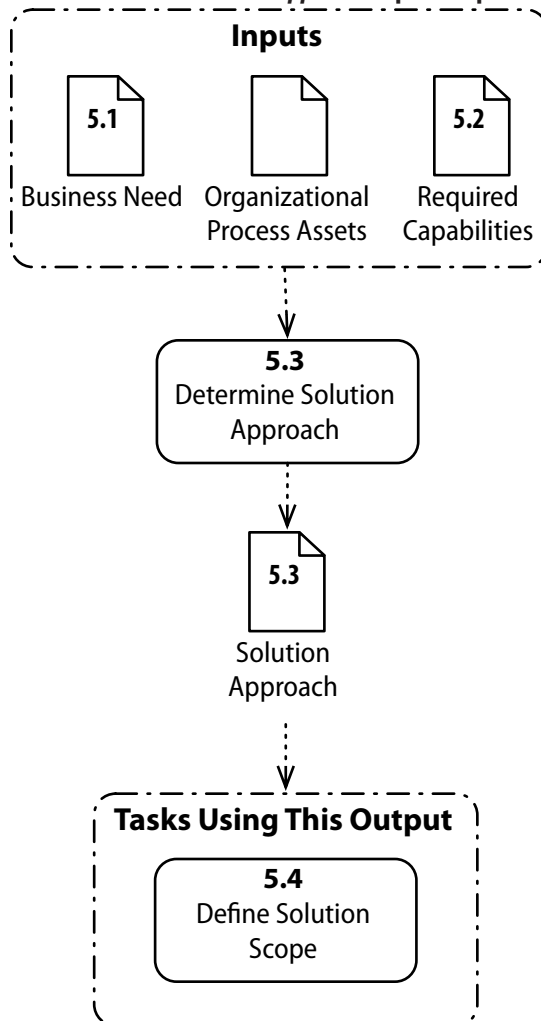 Inputs
5.1
5.2
Business Need
Organizational
Process Assets
Required
Capabilities
5.3
Determine Solution
Approach
5.3
Solution
Approach
Tasks Using This Output
5.4
Define Solution
Scope